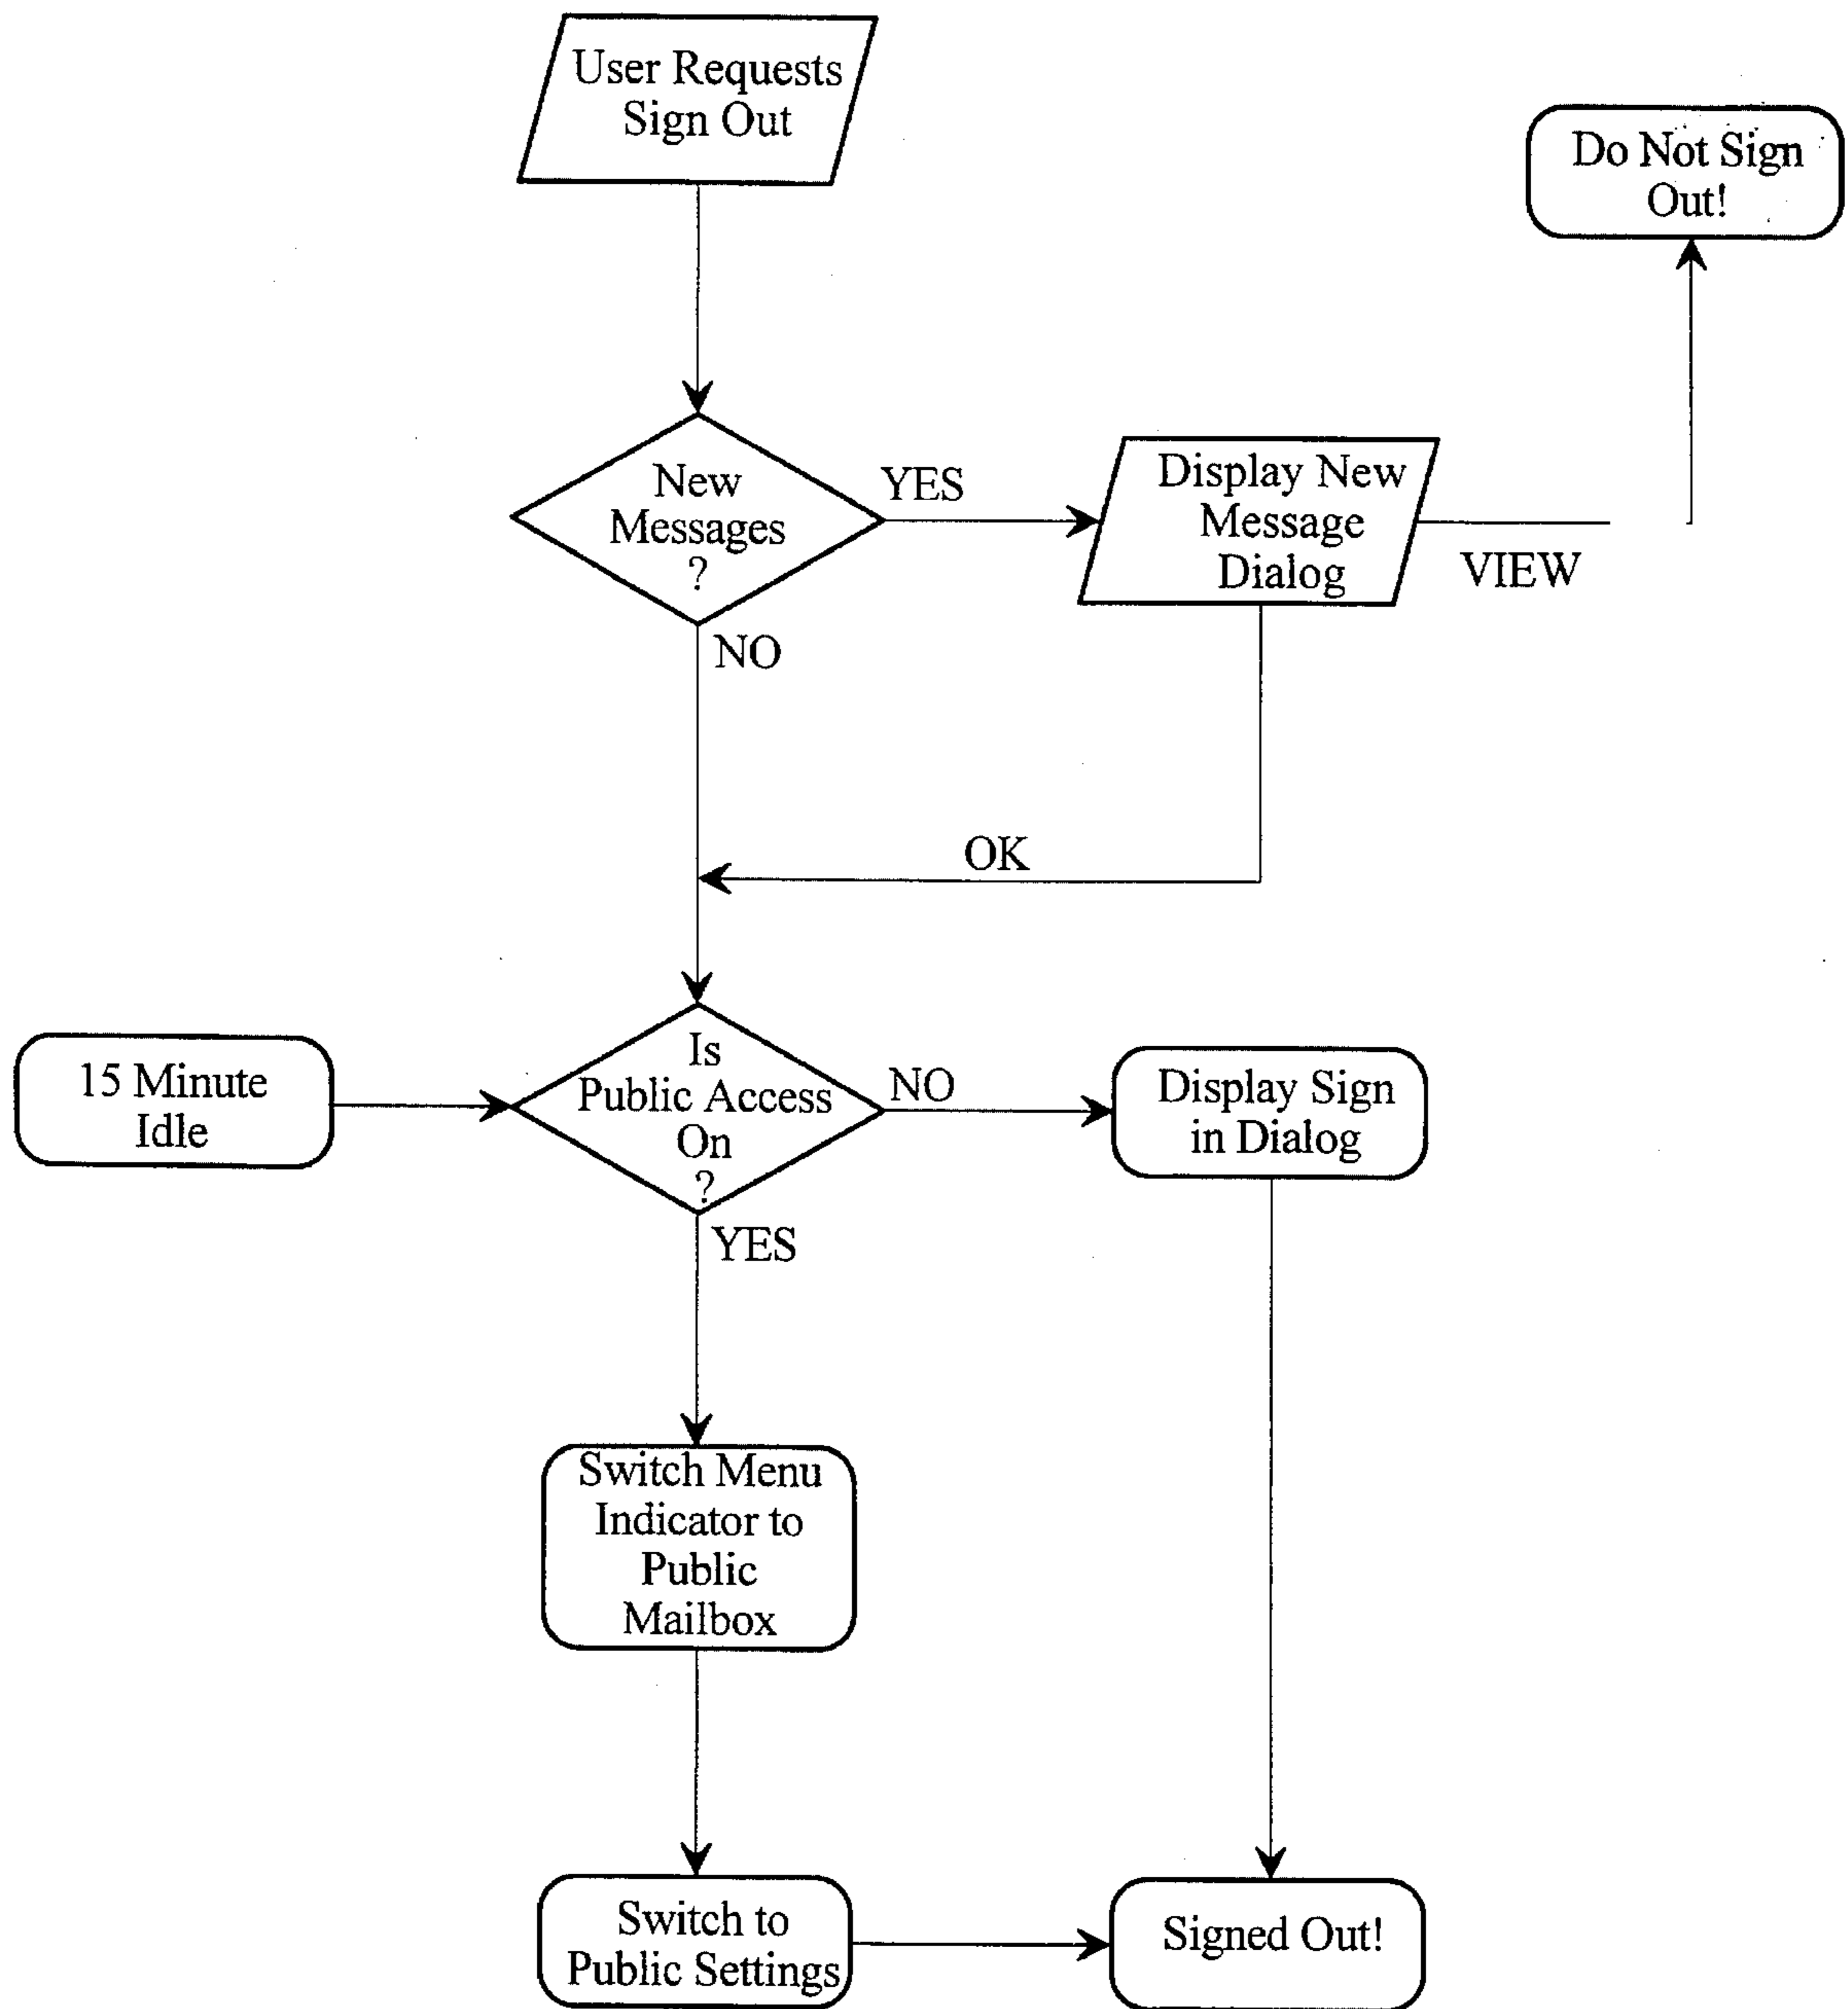 User Requests
Sign Out
Do Not Sign
Out!
New
Messages
?
YES
Display New
Message
Dialog
VIEW
NO
OK
15 Minute
Idle
Is
Public Access
On
?
NO
Display Sign
in Dialog
YES
Switch Menu
Indicator to
Public
Mailbox
Switch to
Public Settings
Signed Out!